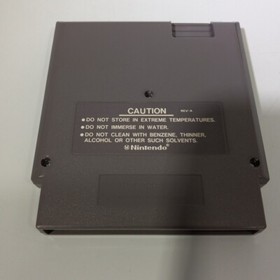 CAUTION
• DO NOT STORE IN EXTREME TEMPERATURES.
• DO NOT IMMERSE IN WATER.
• DO NOT CLEAN WITH BENZENE, THINNER,
ALCOHOL OR OTHER SUCH SOLVENTS.
Nintendo®